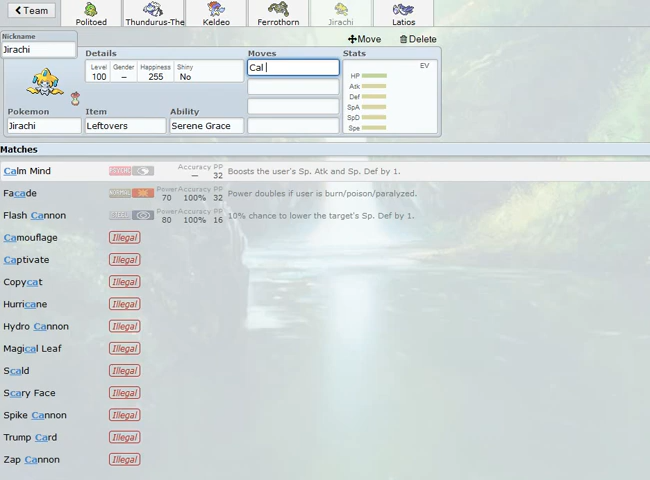 Team
Politoed
Thundurus-The
Keldeo
Ferrothorn
Jirachi
Latios
Move
Delete
Nickname
Jirachi
Details
Level
100
Gender
–
Happiness
255
Shiny
No
Pokemon
Jirachi
Item
Leftovers
Ability
Serene Grace
Moves
Cal
Stats
EV
HP
Atk
Def
SpA
SpD
Spe
Matches
Calm Mind PSYCHIC Accuracy — PP 32 Boosts the user's Sp. Atk and Sp. Def by 1.
Facade NORMAL Power 70 Accuracy 100% PP 32 Power doubles if user is burn/poison/paralyzed.
Flash Cannon STEEL Power 80 Accuracy 100% PP 16 10% chance to lower the target's Sp. Def by 1.
Camouflage Illegal
Captivate Illegal
Copycat Illegal
Hurricane Illegal
Hydro Cannon Illegal
Magical Leaf Illegal
Scald Illegal
Scary Face Illegal
Spike Cannon Illegal
Trump Card Illegal
Zap Cannon Illegal